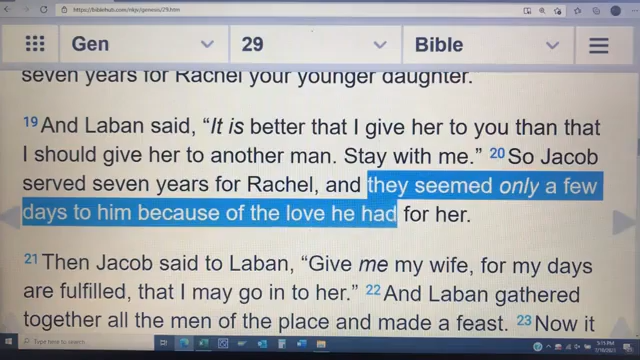 https://biblehub.com/nkjv/genesis/29.htm
Gen
29
Bible
seven years for Rachel your younger daughter.
19 And Laban said, “It is better that I give her to you than that
I should give her to another man. Stay with me.” 20 So Jacob
served seven years for Rachel, and they seemed only a few
days to him because of the love he had for her.
21 Then Jacob said to Laban, “Give me my wife, for my days
are fulfilled, that I may go in to her.” 22 And Laban gathered
together all the men of the place and made a feast. 23 Now it
Type here to search